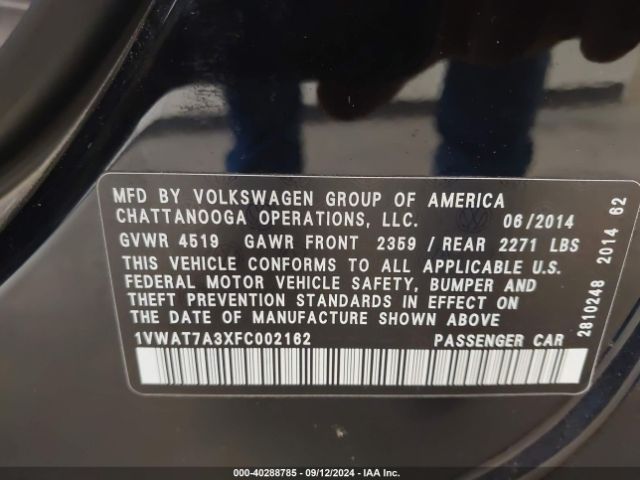 MFD BY VOLKSWAGEN GROUP OF AMERICA
CHATTANOOGA OPERATIONS, LLC. 06/2014
GVWR 4519 GAWR FRONT 2359 / REAR 2271 LBS
THIS VEHICLE CONFORMS TO ALL APPLICABLE U.S.
FEDERAL MOTOR VEHICLE SAFETY, BUMPER AND
THEFT PREVENTION STANDARDS IN EFFECT ON
THE DATE OF MANUFACTURE SHOWN ABOVE
1VWAT7A3XFC002162 PASSENGER CAR
2810248 2014 62
000-40288785 - 09/12/2024 - IAA Inc.